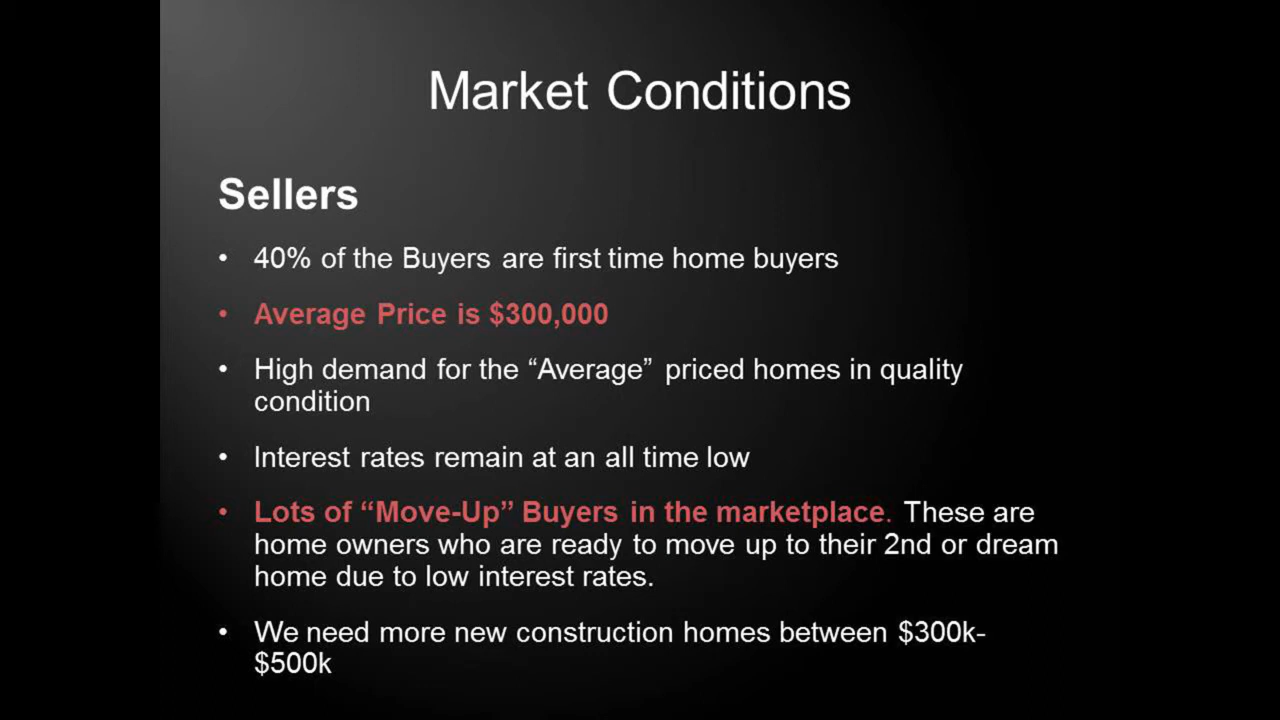 Market Conditions
Sellers
• 40% of the Buyers are first time home buyers
• Average Price is $300,000
• High demand for the “Average” priced homes in quality
condition
• Interest rates remain at an all time low
• Lots of “Move-Up” Buyers in the marketplace. These are
home owners who are ready to move up to their 2nd or dream
home due to low interest rates.
• We need more new construction homes between $300k-
$500k